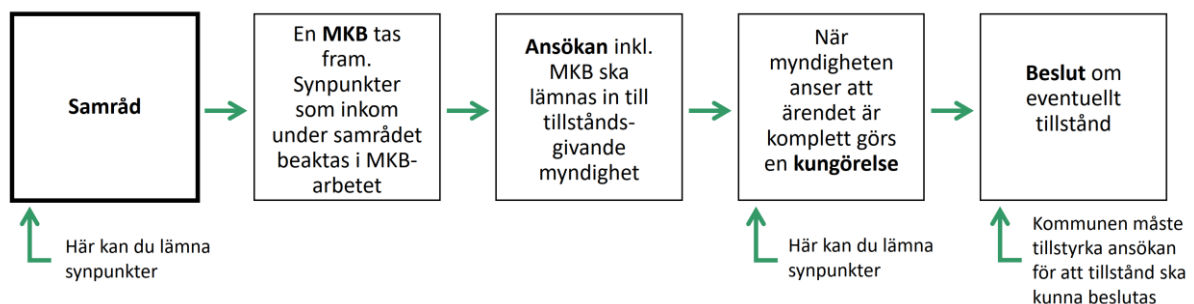 Samråd
En MKB tas
fram.
Synpunkter
som inkom
under samrådet
beaktas i MKB-
arbetet
Ansökan inkl.
MKB ska
lämnas in till
tillstånds-
givande
myndighet
När
myndigheten
anser att
ärendet är
komplett görs
en kungörelse
Beslut om
eventuellt
tillstånd
Här kan du lämna
synpunkter
Här kan du lämna
synpunkter
Kommunen måste
tillstyrka ansökan
för att tillstånd ska
kunna beslutas